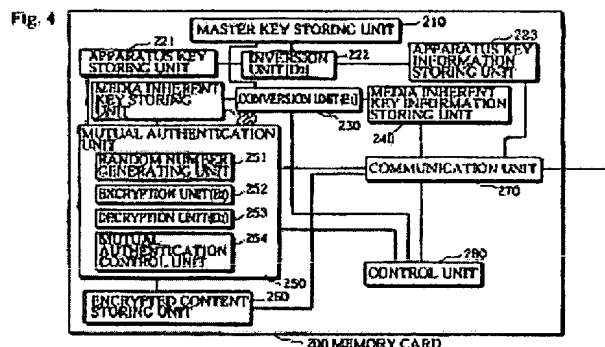 Fig. 4
MASTER KEY STORING UNIT
210
221
APPARATUS KEY
STORING UNIT
INVERSION
UNIT(D2)
222
223
APPARATUS KEY
INFORMATION
STORING UNIT
MEDIA INHERENT
KEY STORING
UNIT
220
CONVERSION UNIT(E1)
230
MEDIA INHERENT
KEY INFORMATION
STORING UNIT
240
MUTUAL AUTHENTICATION
UNIT
RANDOM NUMBER
GENERATING UNIT
251
ENCRYPTION UNIT(E2)
252
DECRYPTION UNIT(D2)
253
MUTUAL
AUTHENTICATION
CONTROL UNIT
254
250
COMMUNICATION UNIT
270
280
CONTROL UNIT
ENCRYPTED CONTENT
STORING UNIT
260
200 MEMORY CARD